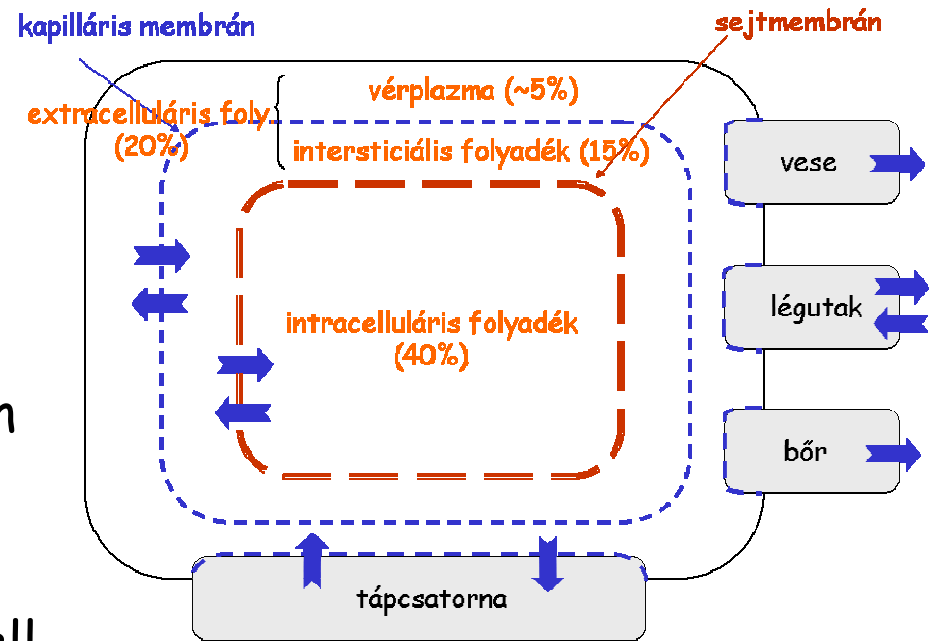 kapilláris membrán
sejtmembrán
vérplazma (~5%)
extracelluláris foly.
(20%)
intersticiális folyadék (15%)
vese
légutak
intracelluláris folyadék
(40%)
bőr
tápcsatorna